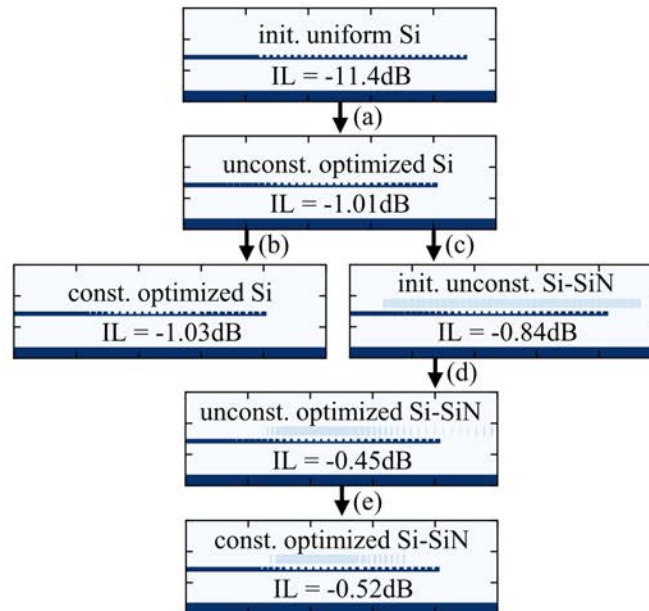 init. uniform Si
IL = -11.4dB
(a)
unconst. optimized Si
IL = -1.01dB
(b)
(c)
const. optimized Si
IL = -1.03dB
init. unconst. Si-SiN
IL = -0.84dB
(d)
unconst. optimized Si-SiN
IL = -0.45dB
(e)
const. optimized Si-SiN
IL = -0.52dB